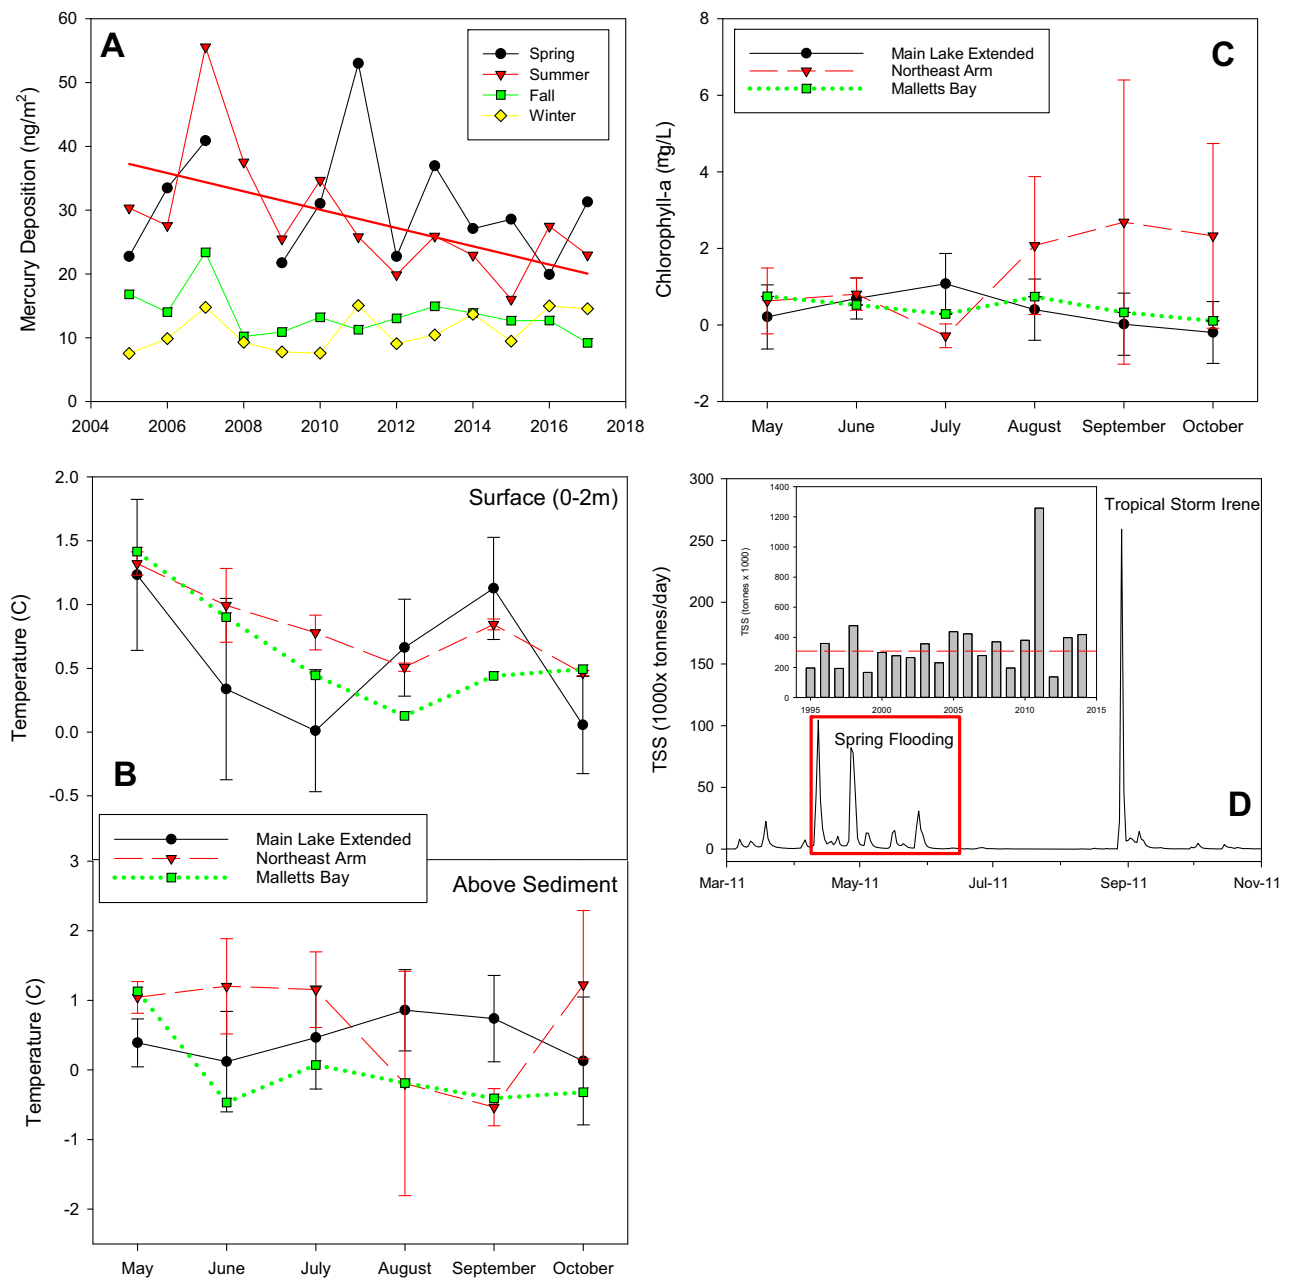 A
Mercury Deposition (ng/m²)
60
50
40
30
20
10
0
2004 2006 2008 2010 2012 2014 2016 2018
Spring
Summer
Fall
Winter
C
Chlorophyll-a (mg/L)
8
6
4
2
0
-2
Main Lake Extended
Northeast Arm
Malletts Bay
May June July August September October
Surface (0-2m)
Temperature (C)
2.0
1.5
1.0
0.5
0.0
-0.5
B
Main Lake Extended
Northeast Arm
Malletts Bay
Above Sediment
Temperature (C)
3
2
1
0
-1
-2
May June July August September October
Tropical Storm Irene
TSS (1000x tonnes/day)
300
250
200
150
100
50
0
TSS (tonnes x 1000)
1400
1200
1000
800
600
400
200
0
1995 2000 2005 2010 2015
Spring Flooding
D
Mar-11 May-11 Jul-11 Sep-11 Nov-11